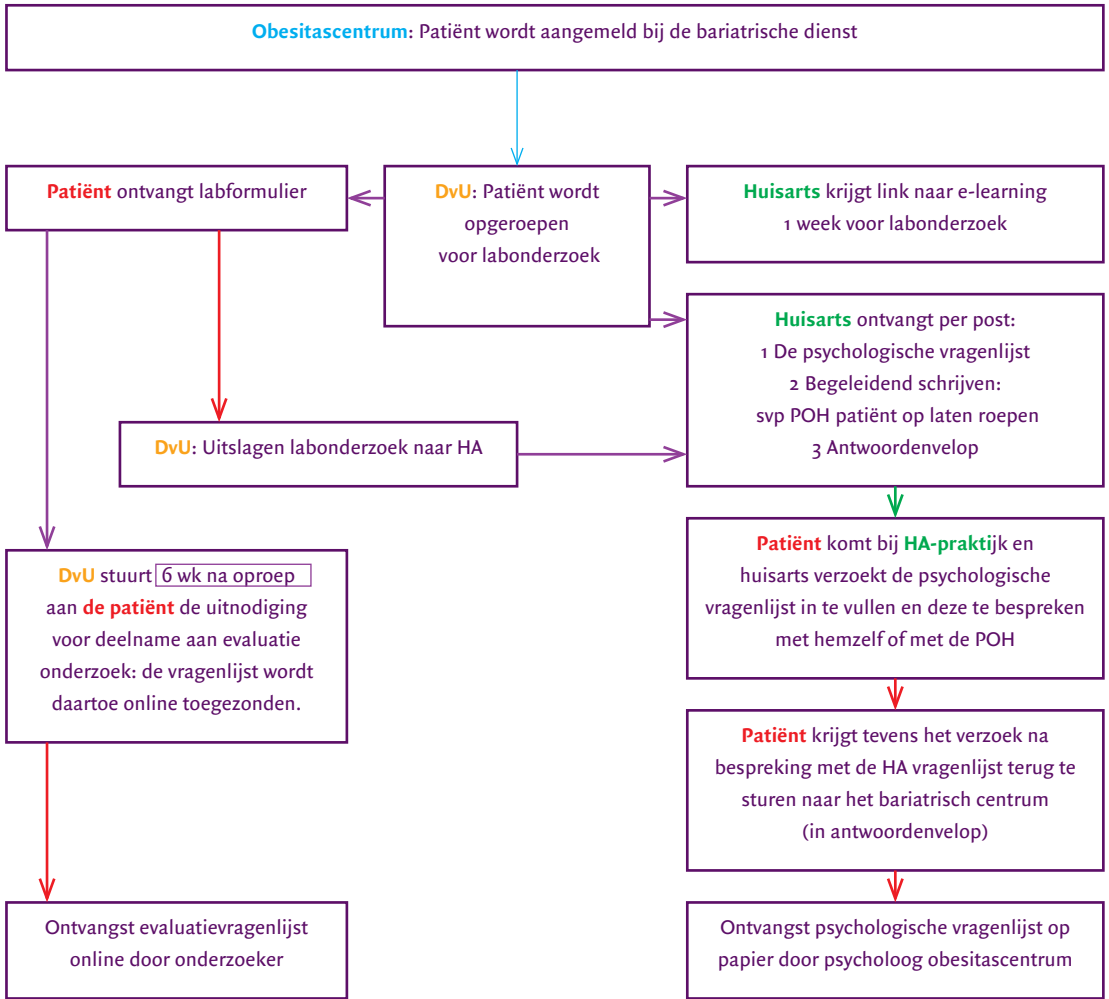 Obesitascentrum: Patiënt wordt aangemeld bij de bariatrische dienst
Patiënt ontvangt labformulier
DvU: Patiënt wordt
opgeroepen
voor labonderzoek
Huisarts krijgt link naar e-learning
1 week voor labonderzoek
Huisarts ontvangt per post:
1 De psychologische vragenlijst
2 Begeleidend schrijven:
svp POH patiënt op laten roepen
3 Antwoordenvelop
DvU: Uitslagen labonderzoek naar HA
DvU stuurt 6 wk na oproep
aan de patiënt de uitnodiging
voor deelname aan evaluatie
onderzoek: de vragenlijst wordt
daartoe online toegezonden.
Patiënt komt bij HA-praktijk en
huisarts verzoekt de psychologische
vragenlijst in te vullen en deze te bespreken
met hemzelf of met de POH
Patiënt krijgt tevens het verzoek na
bespreking met de HA vragenlijst terug te
sturen naar het bariatrisch centrum
(in antwoordenvelop)
Ontvangst evaluatievragenlijst
online door onderzoeker
Ontvangst psychologische vragenlijst op
papier door psycholoog obesitascentrum